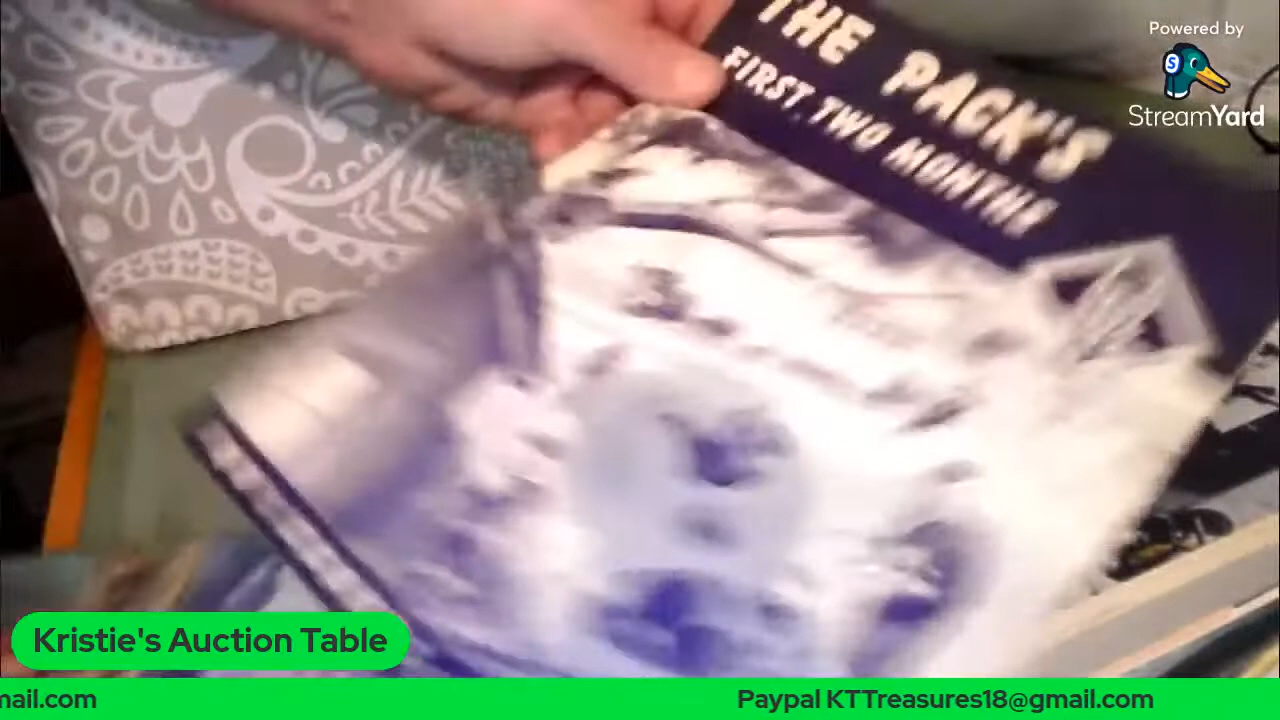 THE PACK'S
FIRST TWO MONTHS
Powered by
S
StreamYard
Kristie's Auction Table
mail.com
Paypal KTTreasures18@gmail.com